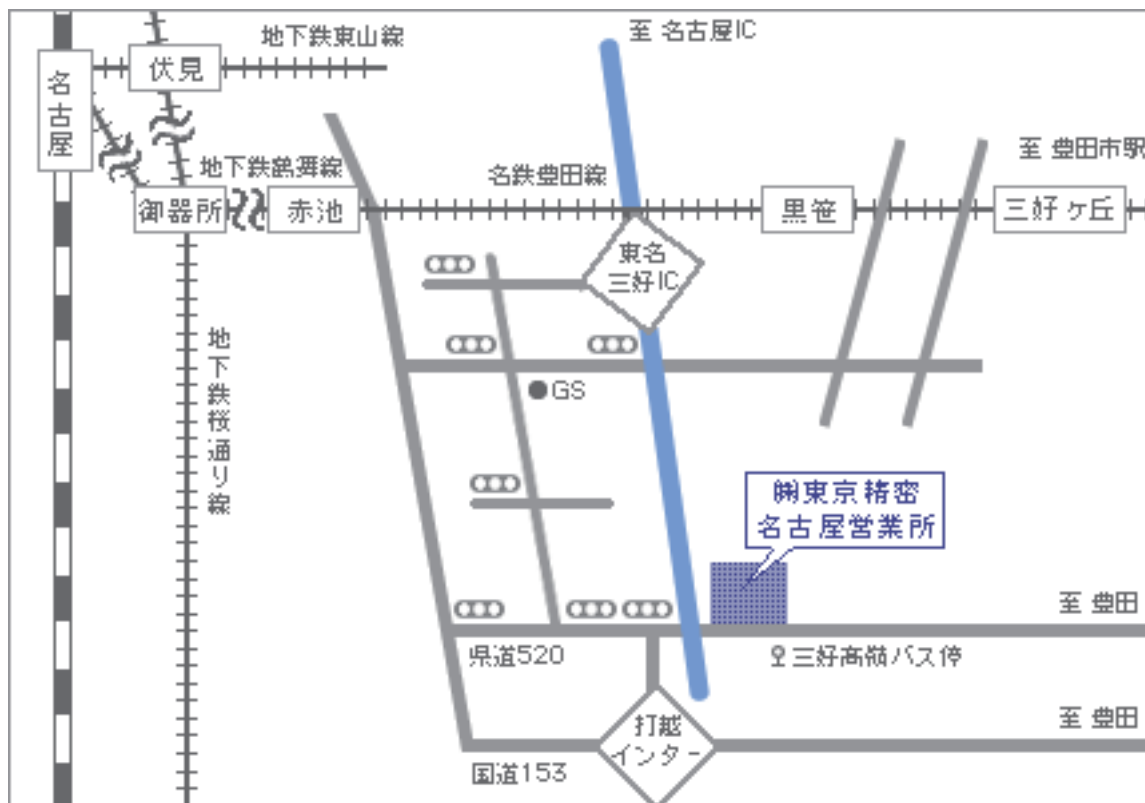 至 名古屋IC
地下鉄東山線
伏見
名古屋
至 豊田市駅
地下鉄鶴舞線
名鉄豊田線
御器所
赤池
黒笹
三好ヶ丘
東名
三好IC
地下鉄桜通り線
GS
㈱東京精密
名古屋営業所
至 豊田
県道520
三好高嶺バス停
至 豊田
打越
インター
国道153